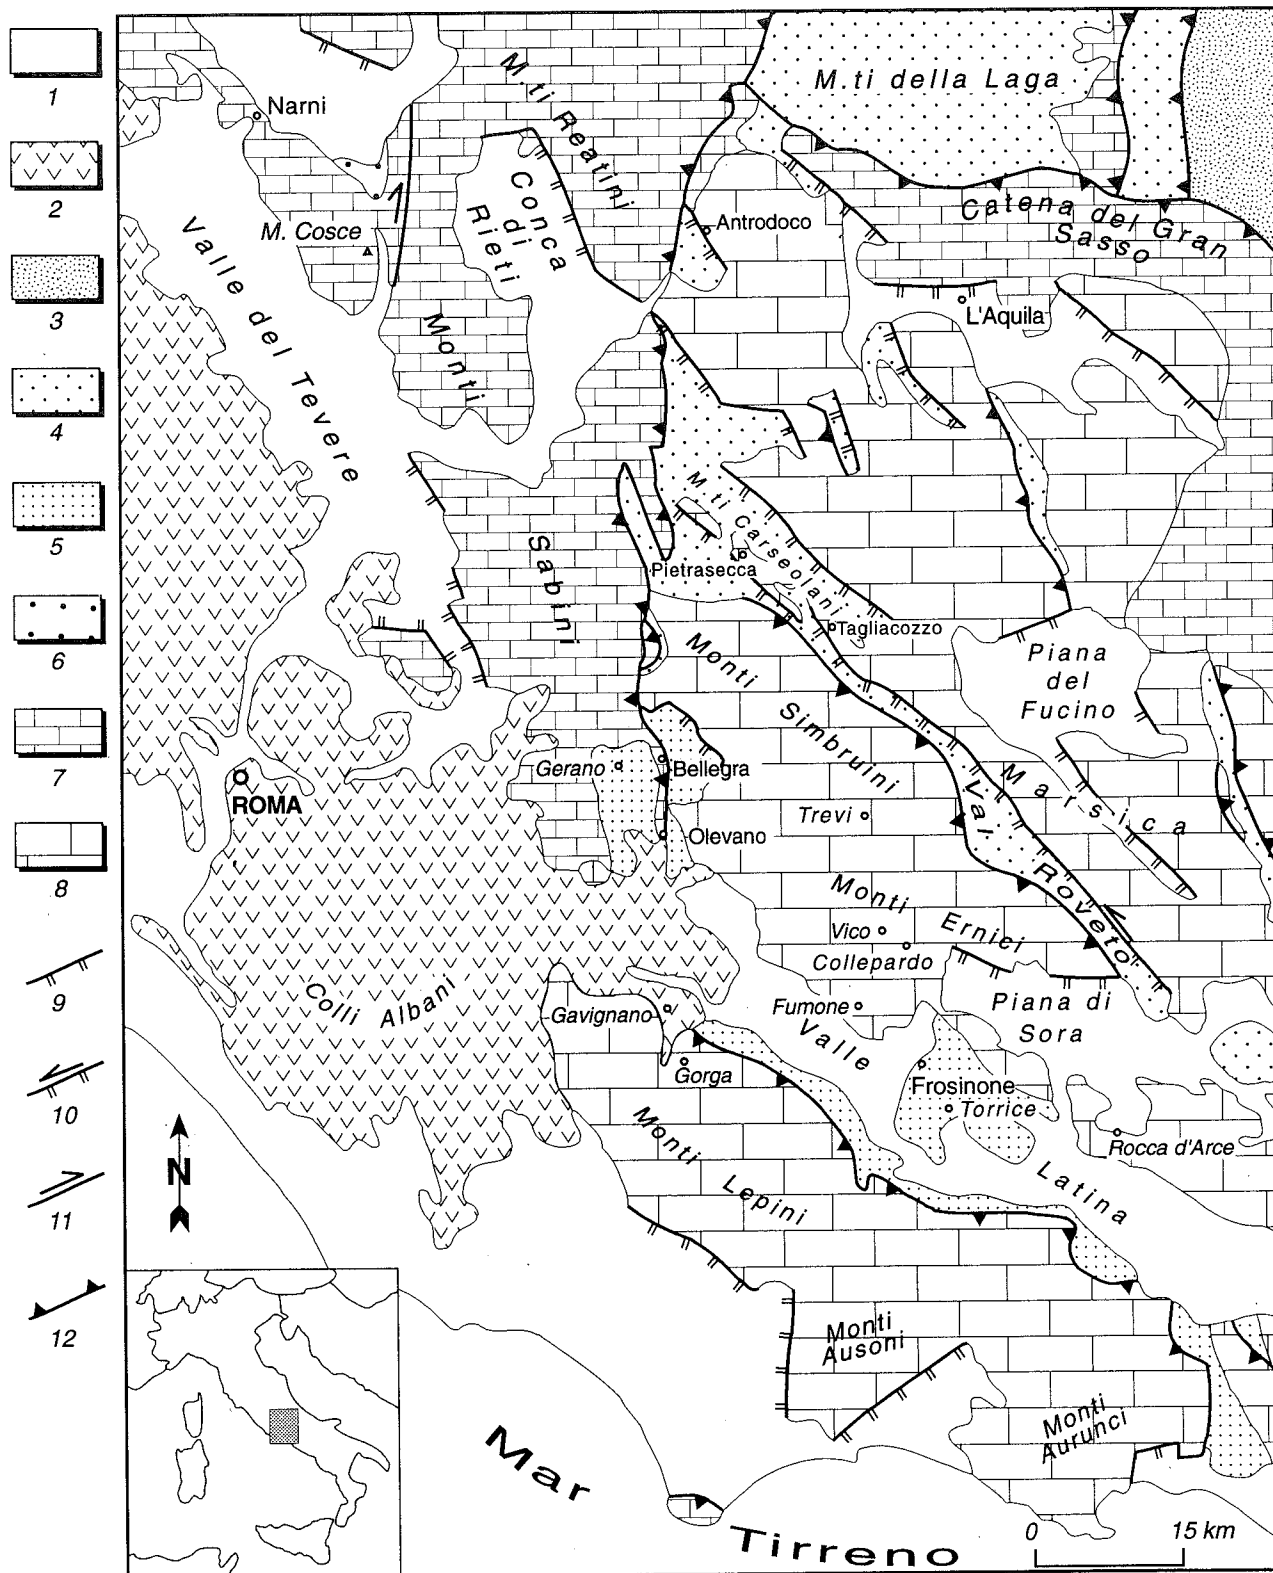 1
2
3
4
5
6
7
8
9
10
11
12
M.ti della Laga
Narni
M.ti Reatini
Conca
di
Rieti
M. Cosce
Antrodoco
Catena del Gran
Sasso
Valle del Tevere
L'Aquila
Monti
Sabini
M.ti Carseolani
Pietrasecca
Tagliacozzo
Monti
Simbruini
Piana
del
Fucino
Gerano
Bellegra
ROMA
Trevi
Olevano
Val Roveto
Marsica
Monti
Ernici
Vico
Collepardo
Colli Albani
Gavignano
Fumone
Piana di
Sora
Valle
Latina
Gorga
Frosinone
Torrice
Rocca d'Arce
Monti
Lepini
N
Monti
Ausoni
Monti
Aurunci
Mar
Tirreno
0 15 km